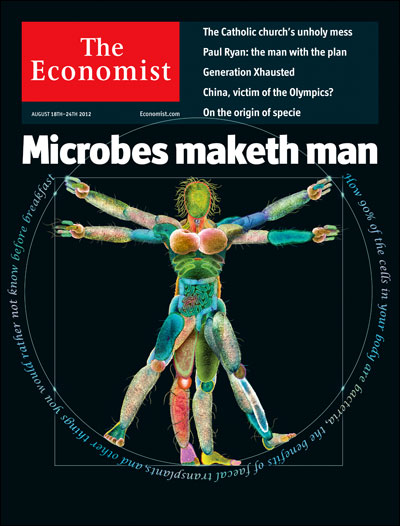 The
Economist
AUGUST 18TH–24TH 2012
Economist.com
The Catholic church's unholy mess
Paul Ryan: the man with the plan
Generation Xhausted
China, victim of the Olympics?
On the origin of specie
Microbes maketh man
How 90% of the cells in your body are bacteria, the benefits of faecal transplants and other things you would rather not know before breakfast